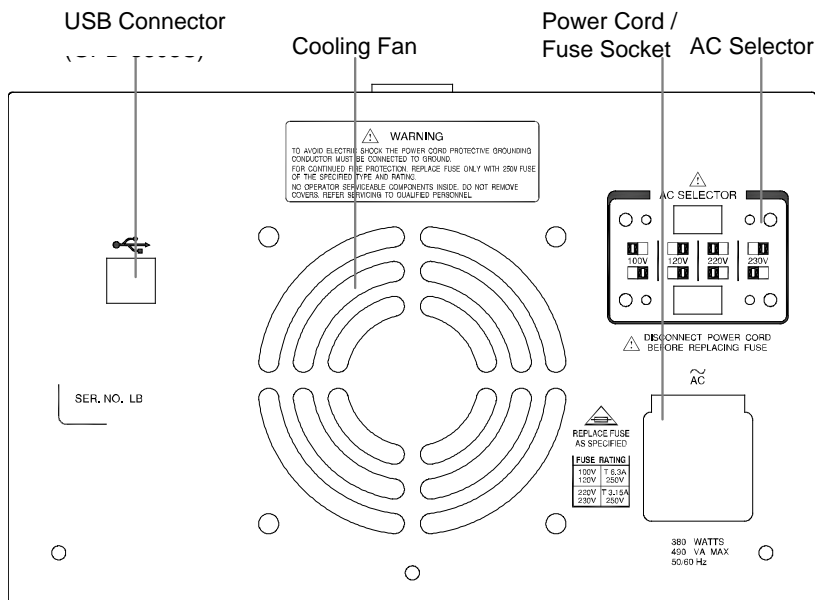 USB Connector
Cooling Fan
Power Cord /
Fuse Socket
AC Selector
WARNING
TO AVOID ELECTRIC SHOCK THE POWER CORD PROTECTIVE GROUNDING
CONDUCTOR MUST BE CONNECTED TO GROUND.
FOR CONTINUED FIRE PROTECTION. REPLACE FUSE ONLY WITH 250V FUSE
OF THE SPECIFIED TYPE AND RATING.
NO OPERATOR SERVICEABLE COMPONENTS INSIDE. DO NOT REMOVE
COVERS. REFER SERVICING TO QUALIFIED PERSONNEL.
AC SELECTOR
100V 120V 220V 230V
DISCONNECT POWER CORD
BEFORE REPLACING FUSE
AC
SER. NO. LB
REPLACE FUSE
AS SPECIFIED
FUSE RATING
100V T 6.3A
120V 250V
220V T 3.15A
230V 250V
380 WATTS
490 VA MAX
50/60 Hz